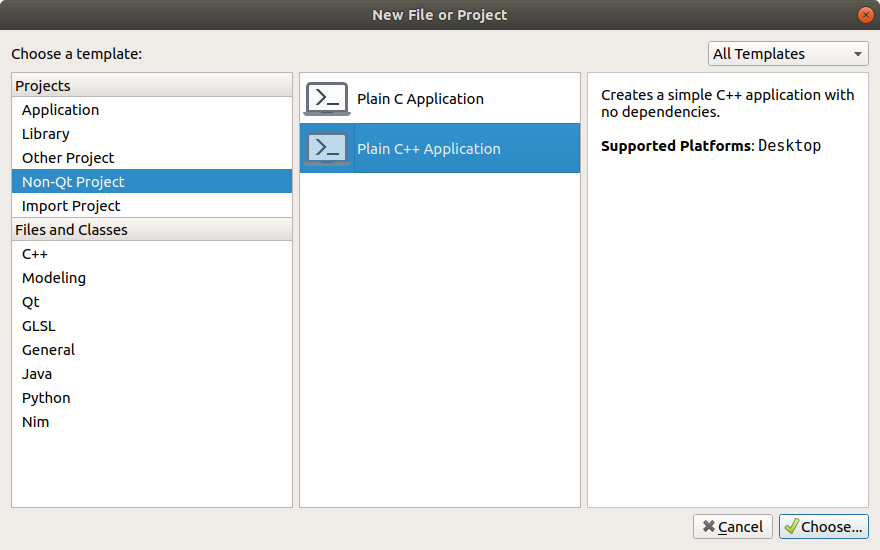 New File or Project
Choose a template:
All Templates
Projects
Application
Library
Other Project
Non-Qt Project
Import Project
Files and Classes
C++
Modeling
Qt
GLSL
General
Java
Python
Nim
Plain C Application
Plain C++ Application
Creates a simple C++ application with
no dependencies.
Supported Platforms: Desktop
Cancel
Choose...